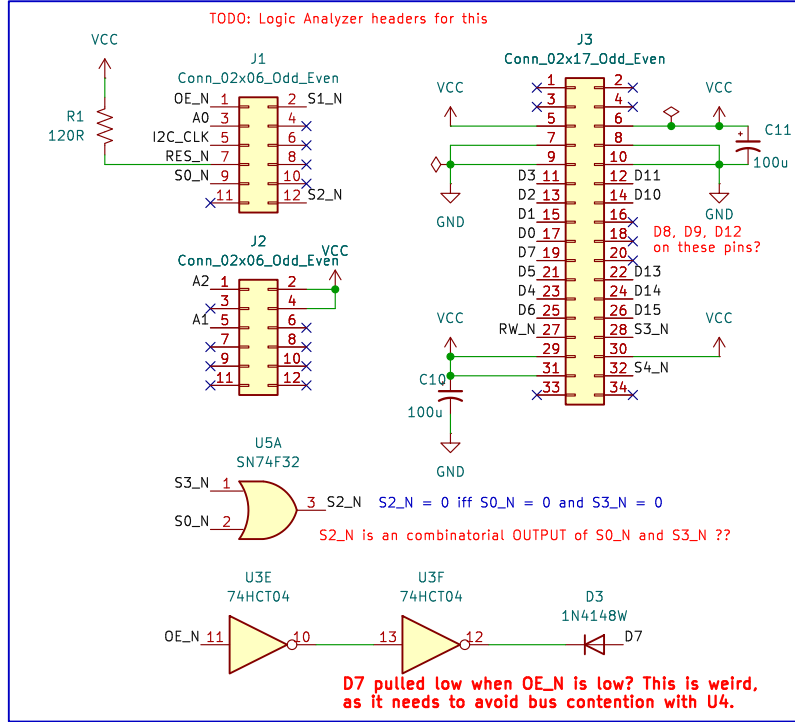 TODO: Logic Analyzer headers for this
VCC
R1
120R
J1
Conn_02x06_Odd_Even
OE_N 1 2 S1_N
A0 3 4
I2C_CLK 5 6
RES_N 7 8
S0_N 9 10
11 12 S2_N
J2
Conn_02x06_Odd_Even
VCC
A2 1 2
3 4
A1 5 6
7 8
9 10
11 12
J3
Conn_02x17_Odd_Even
VCC
VCC
1 2
3 4
5 6
7 8
9 10
D3 11 12 D11
D2 13 14 D10
D1 15 16
D0 17 18
D7 19 20
D5 21 22 D13
D4 23 24 D14
D6 25 26 D15
RW_N 27 28 S3_N
29 30
31 32 S4_N
33 34
+
C11
100u
GND
GND
D8, D9, D12
on these pins?
VCC
VCC
C10
100u
GND
U5A
SN74F32
S3_N 1
S0_N 2
3 S2_N
S2_N = 0 iff S0_N = 0 and S3_N = 0
S2_N is an combinatorial OUTPUT of S0_N and S3_N ??
U3E
74HCT04
OE_N 11 10
U3F
74HCT04
13 12
D3
1N4148W
D7
D7 pulled low when OE_N is low? This is weird,
as it needs to avoid bus contention with U4.